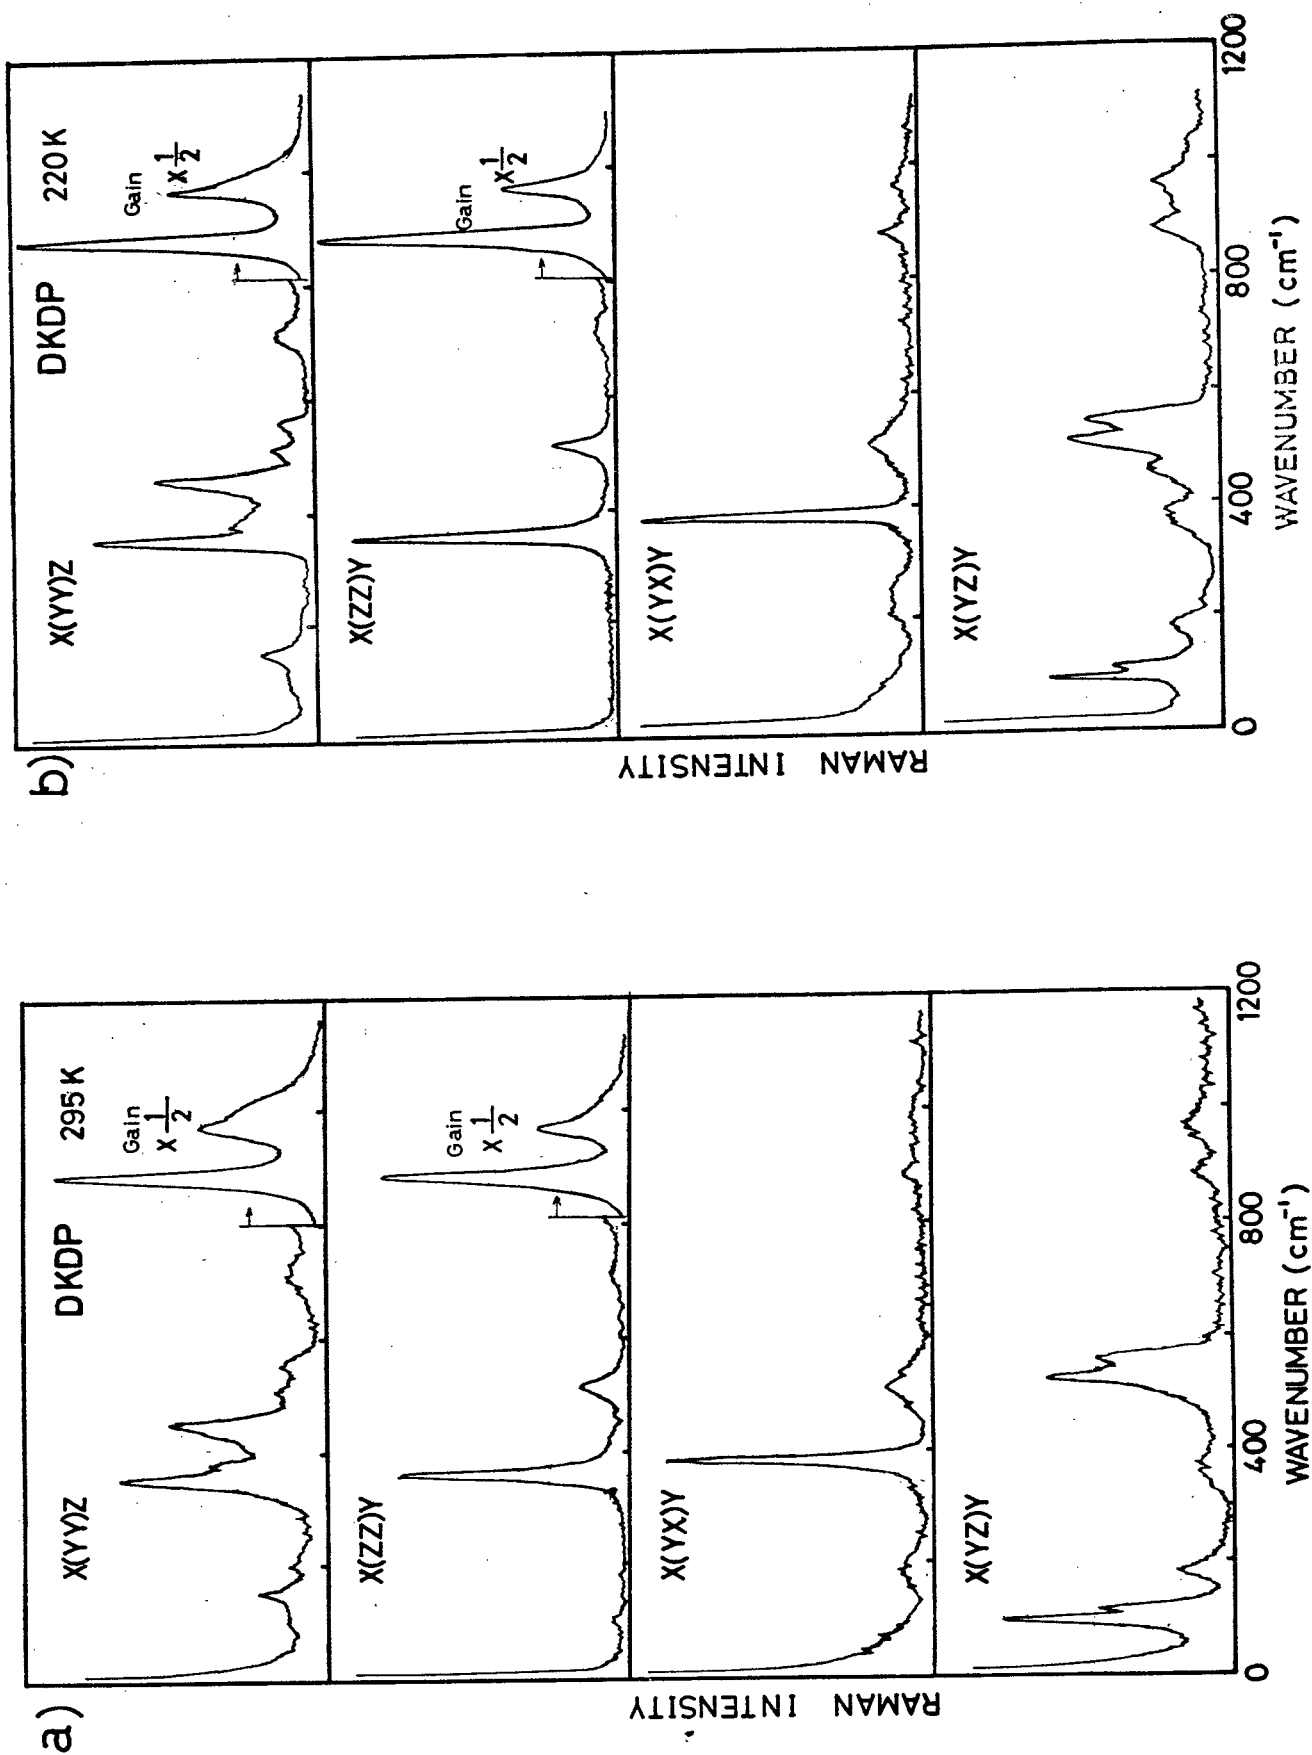 a)
DKDP
295K
X(YY)Z
Gain
X 1/2
X(ZZ)Y
Gain
X 1/2
X(YX)Y
X(YZ)Y
RAMAN INTENSITY
0
400
800
1200
WAVENUMBER (cm⁻¹)
b)
DKDP
220K
X(YY)Z
Gain
X 1/2
X(ZZ)Y
Gain
X 1/2
X(YX)Y
X(YZ)Y
RAMAN INTENSITY
0
400
800
1200
WAVENUMBER (cm⁻¹)